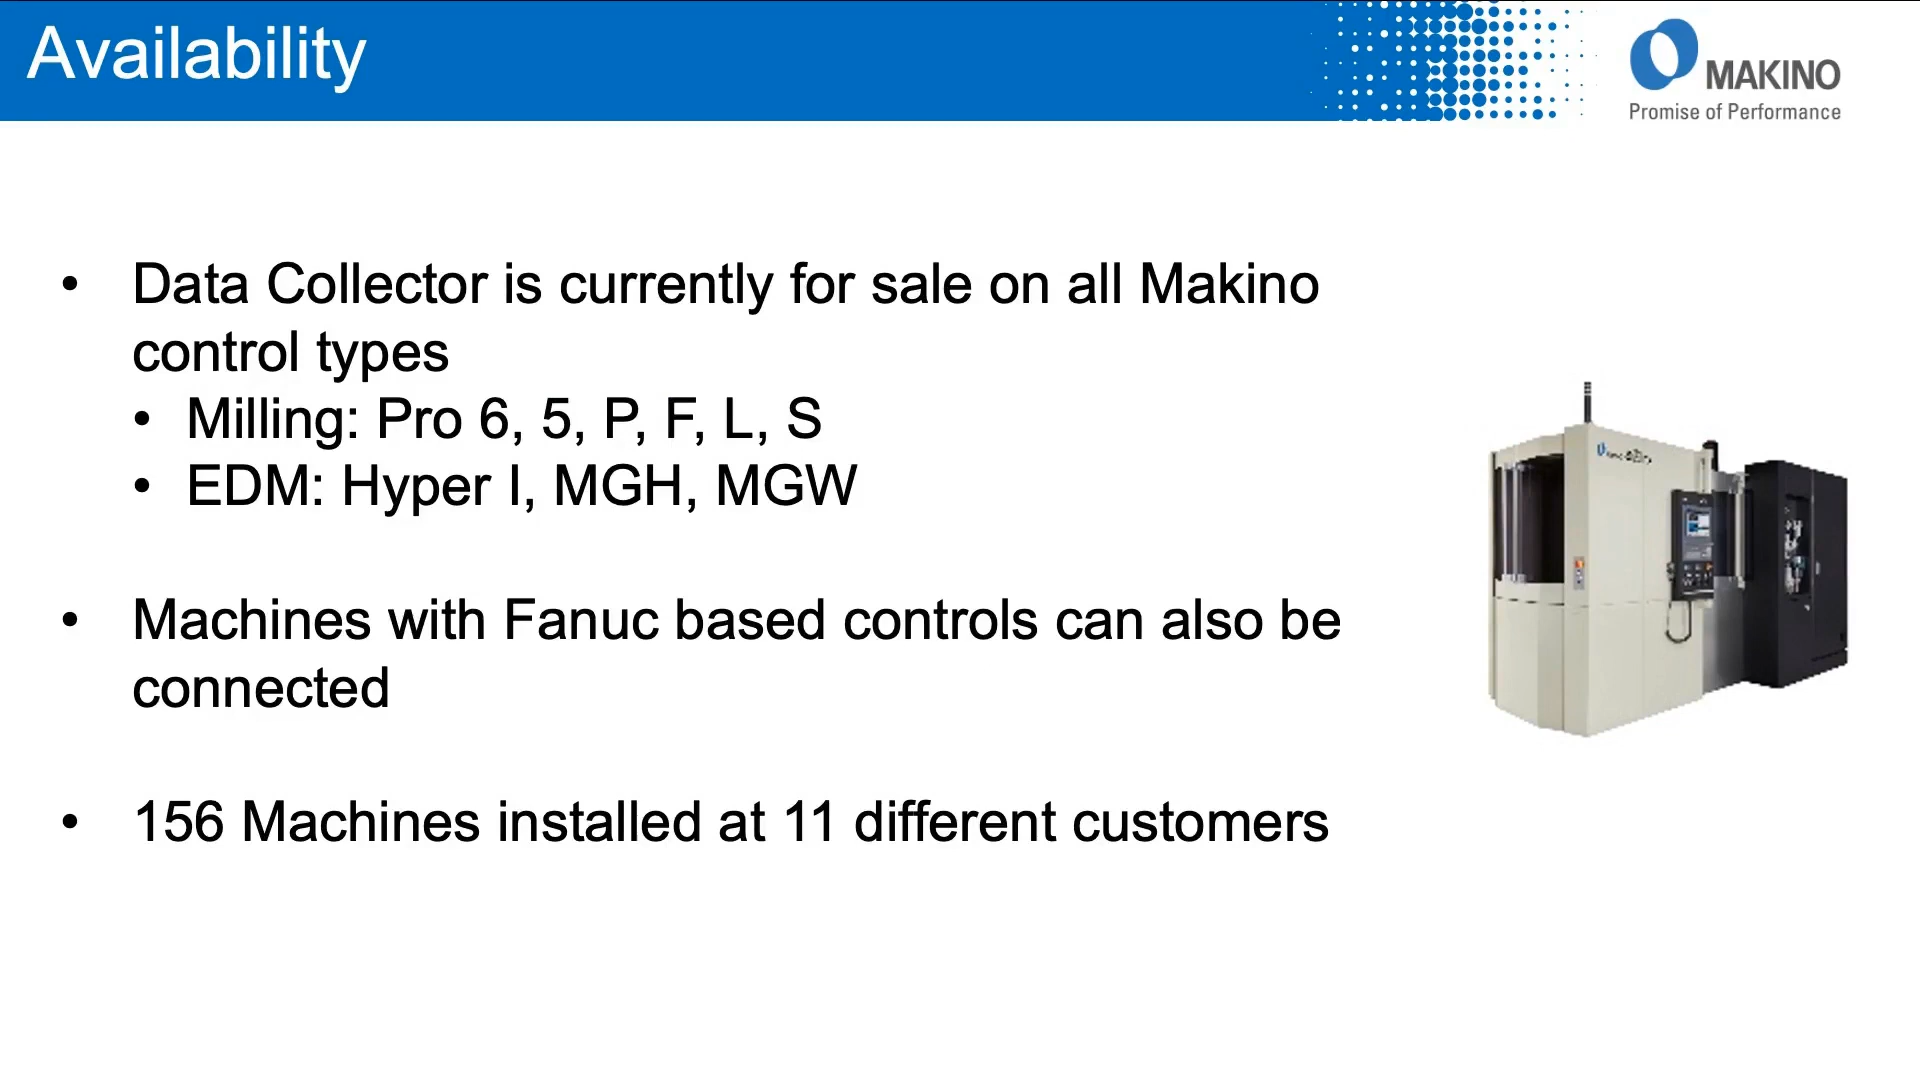 Availability
MAKINO
Promise of Performance
• Data Collector is currently for sale on all Makino
control types
• Milling: Pro 6, 5, P, F, L, S
• EDM: Hyper I, MGH, MGW
• Machines with Fanuc based controls can also be
connected
• 156 Machines installed at 11 different customers